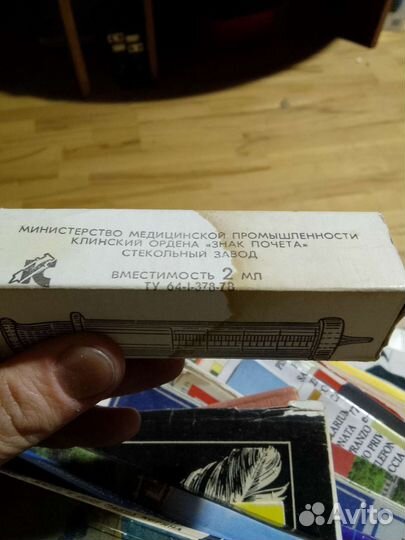 МИНИСТЕРСТВО МЕДИЦИНСКОЙ ПРОМЫШЛЕННОСТИ
КЛИНСКИЙ ОРДЕНА «ЗНАК ПОЧЕТА»
СТЕКОЛЬНЫЙ ЗАВОД
ВМЕСТИМОСТЬ 2 МЛ
ТУ 64-1-378-78
Avito